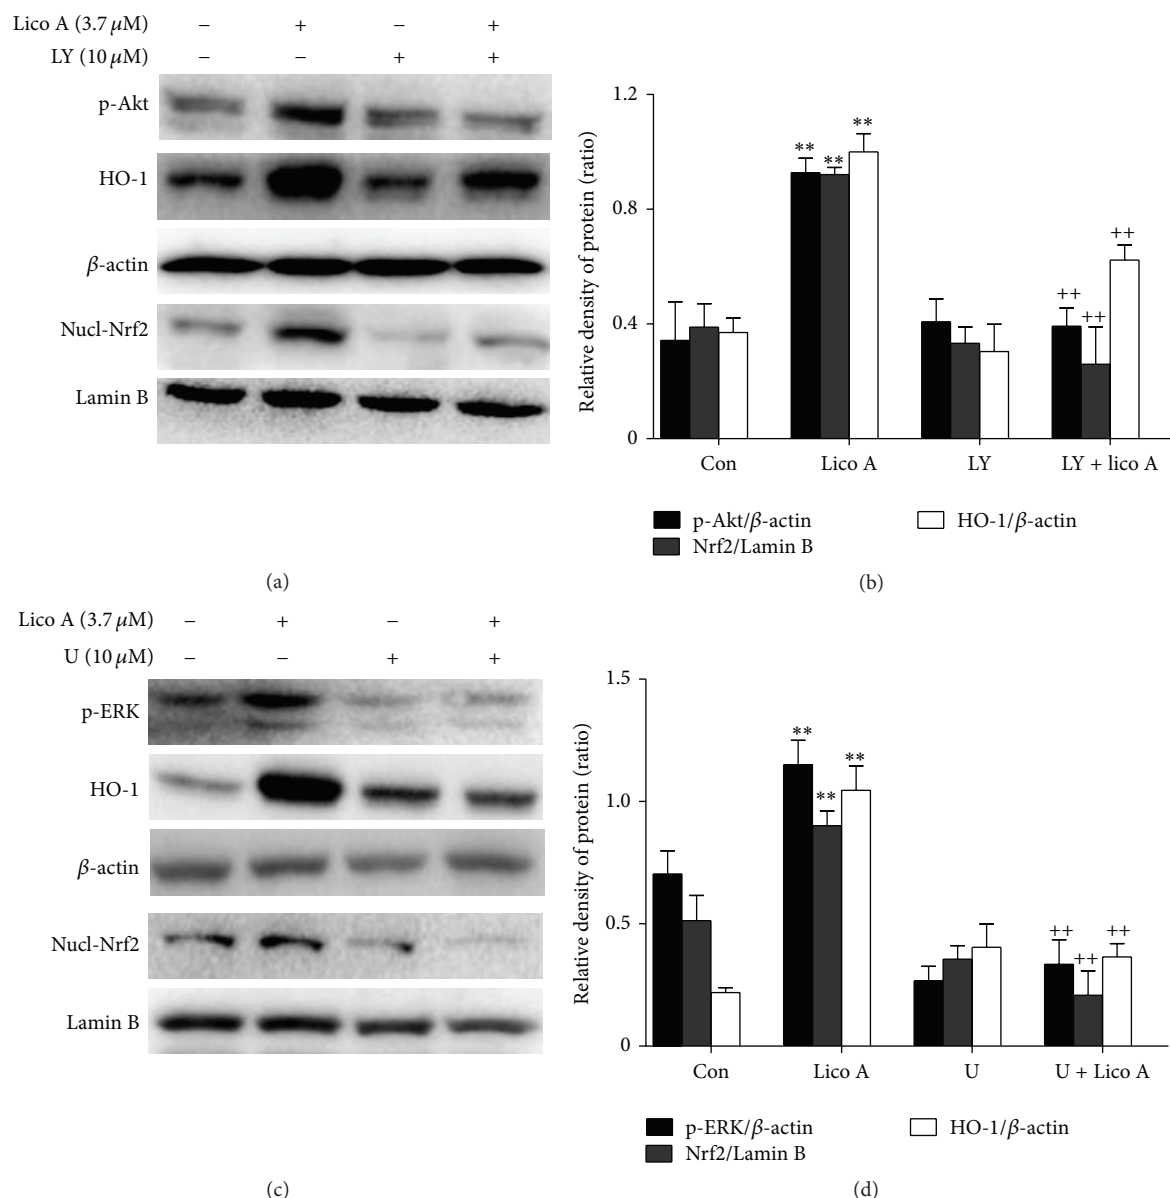 Lico A (3.7 μM) − + − +
LY (10 μM) − − + +
p-Akt
HO-1
β-actin
Nucl-Nrf2
Lamin B
(a)
Relative density of protein (ratio)
1.2
0.8
0.4
0
** ** **
++ ++ ++
Con Lico A LY LY + lico A
p-Akt/β-actin HO-1/β-actin
Nrf2/Lamin B
(b)
Lico A (3.7 μM) − + − +
U (10 μM) − − + +
p-ERK
HO-1
β-actin
Nucl-Nrf2
Lamin B
(c)
Relative density of protein (ratio)
1.5
1.0
0.5
0
** ** **
++ ++ ++
Con Lico A U U + Lico A
p-ERK/β-actin HO-1/β-actin
Nrf2/Lamin B
(d)